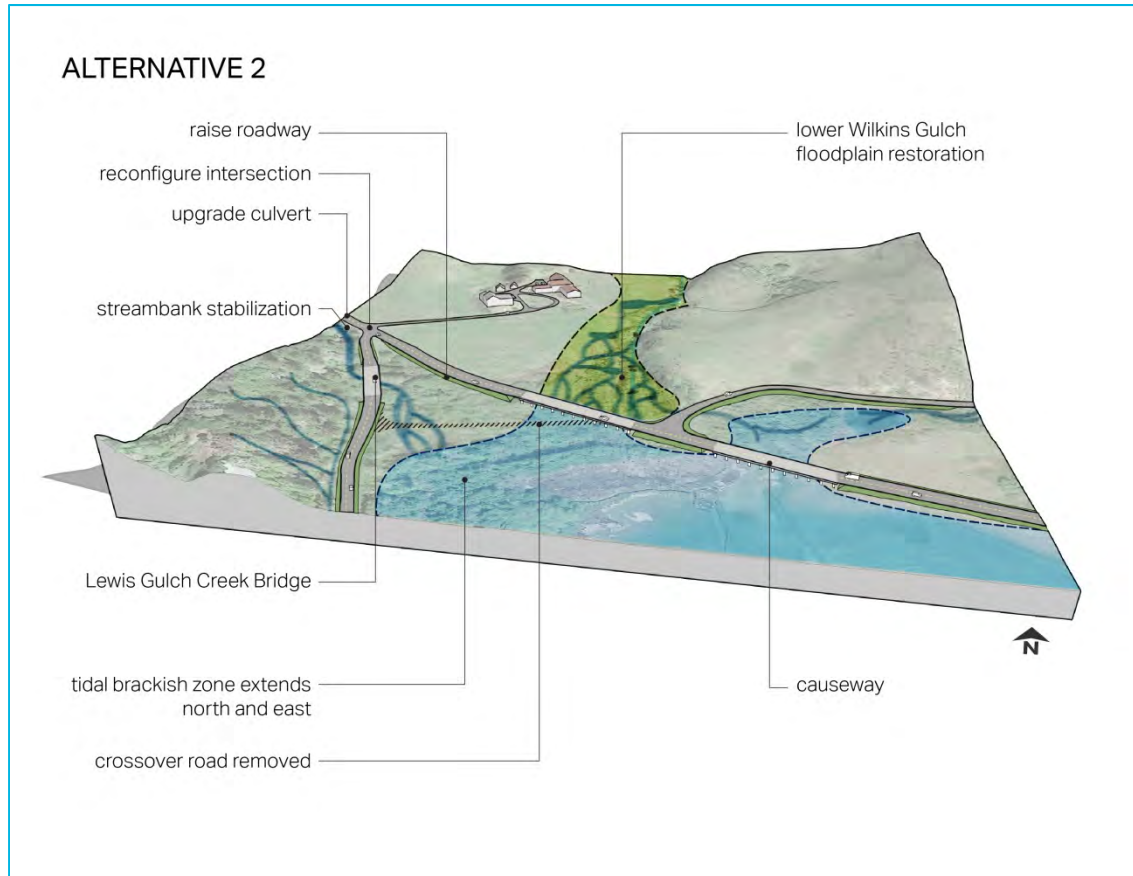 ALTERNATIVE 2
raise roadway
reconfigure intersection
upgrade culvert
streambank stabilization
lower Wilkins Gulch
floodplain restoration
Lewis Gulch Creek Bridge
tidal brackish zone extends
north and east
crossover road removed
causeway
N